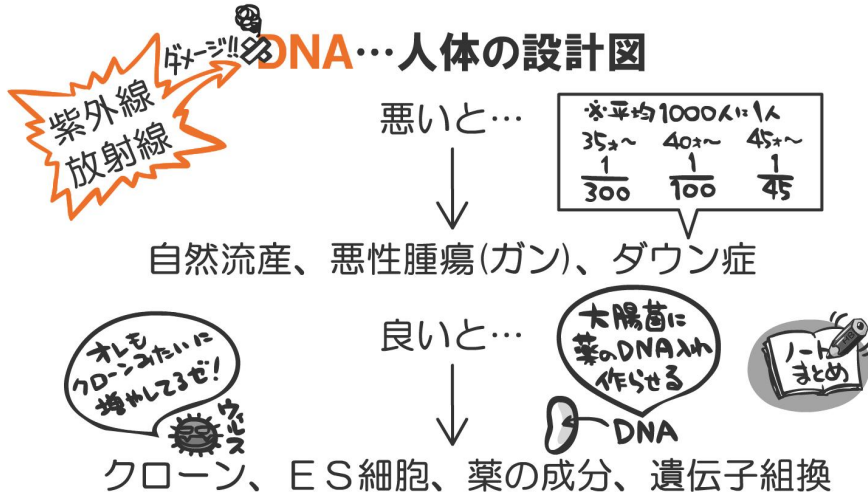 ダメージ!!
DNA…人体の設計図
紫外線
放射線
悪いと…
※平均1000人に1人
35才~ 40才~ 45才~
1/300 1/100 1/45
自然流産、悪性腫瘍(ガン)、ダウン症
良いと…
オレも
クローンみたいに
増やしてるぜ!
ウィルス
大腸菌に
薬のDNA入れ
作らせる
DNA
ノート
まとめ
クローン、ES細胞、薬の成分、遺伝子組換